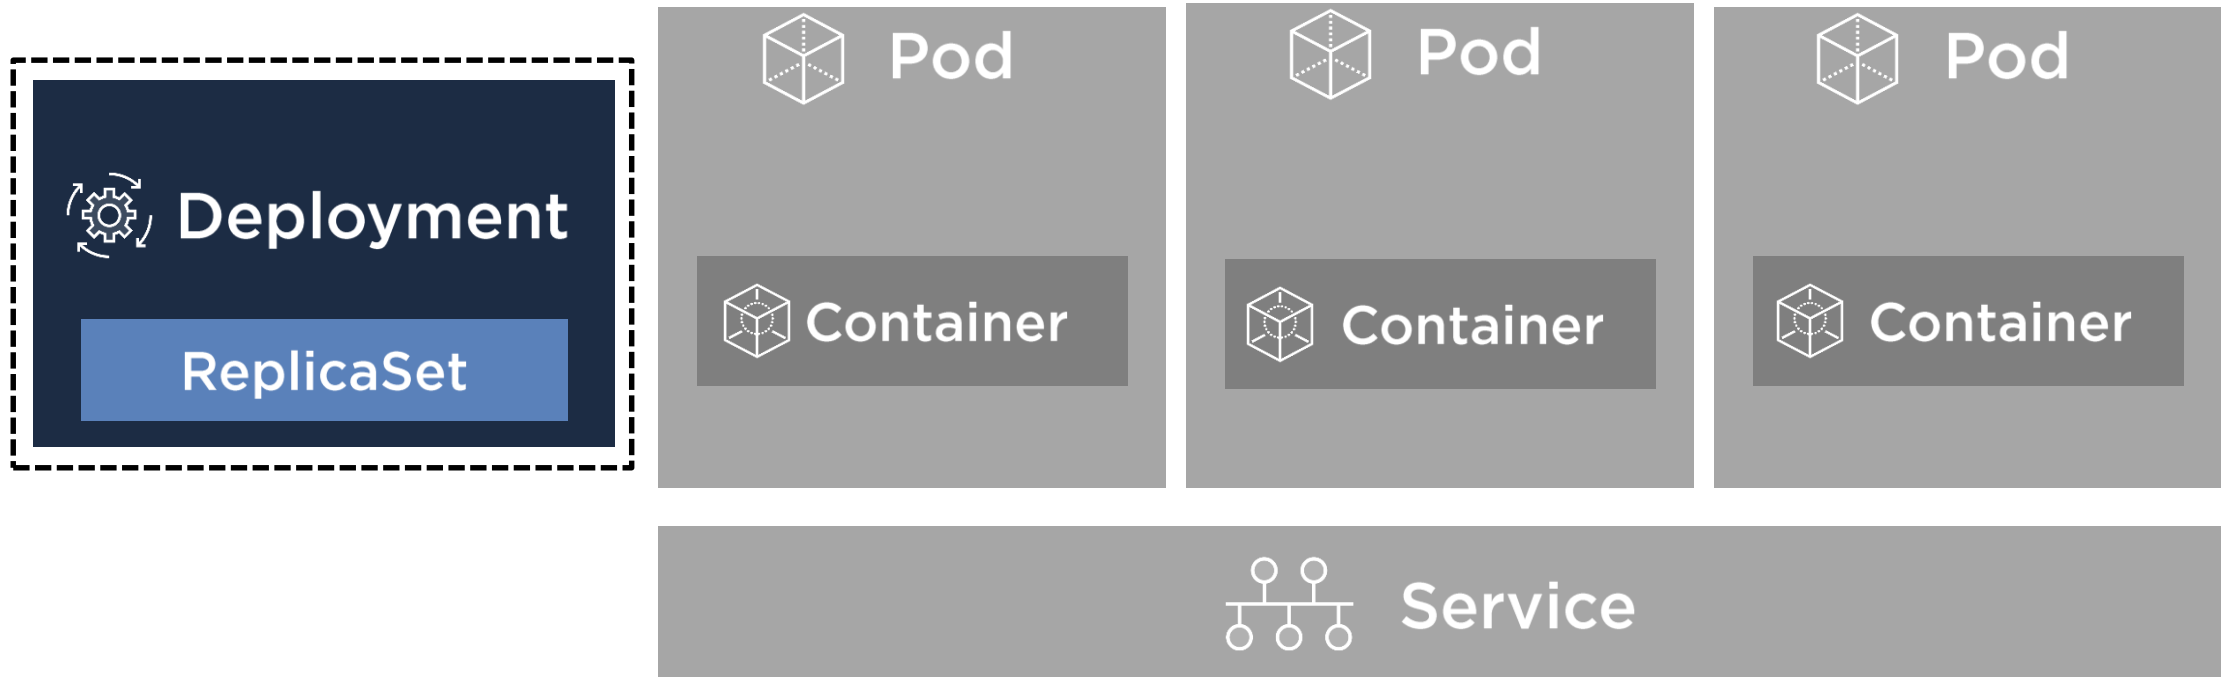 Deployment
ReplicaSet
Pod
Container
Pod
Container
Pod
Container
Service